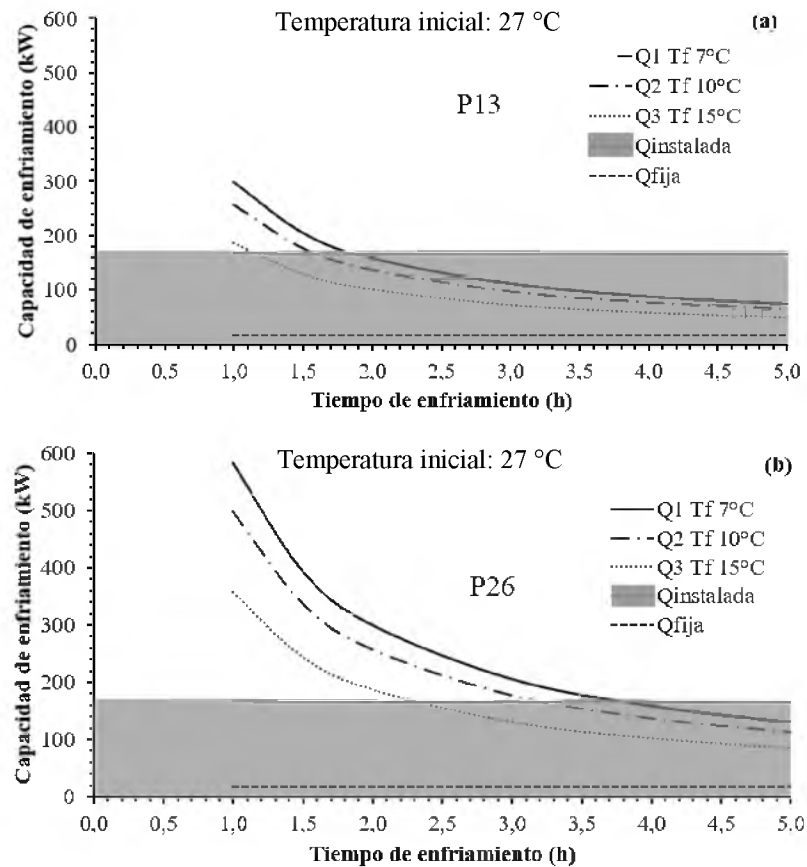 Temperatura inicial: 27 °C
(a)
P13
Q1 Tf 7°C
Q2 Tf 10°C
Q3 Tf 15°C
Qinstalada
Qfija
Capacidad de enfriamiento (kW)
600
500
400
300
200
100
0
0,0 0,5 1,0 1,5 2,0 2,5 3,0 3,5 4,0 4,5 5,0
Tiempo de enfriamiento (h)
Temperatura inicial: 27 °C
(b)
P26
Q1 Tf 7°C
Q2 Tf 10°C
Q3 Tf 15°C
Qinstalada
Qfija
Capacidad de enfriamiento (kW)
600
500
400
300
200
100
0
0,0 0,5 1,0 1,5 2,0 2,5 3,0 3,5 4,0 4,5 5,0
Tiempo de enfriamiento (h)